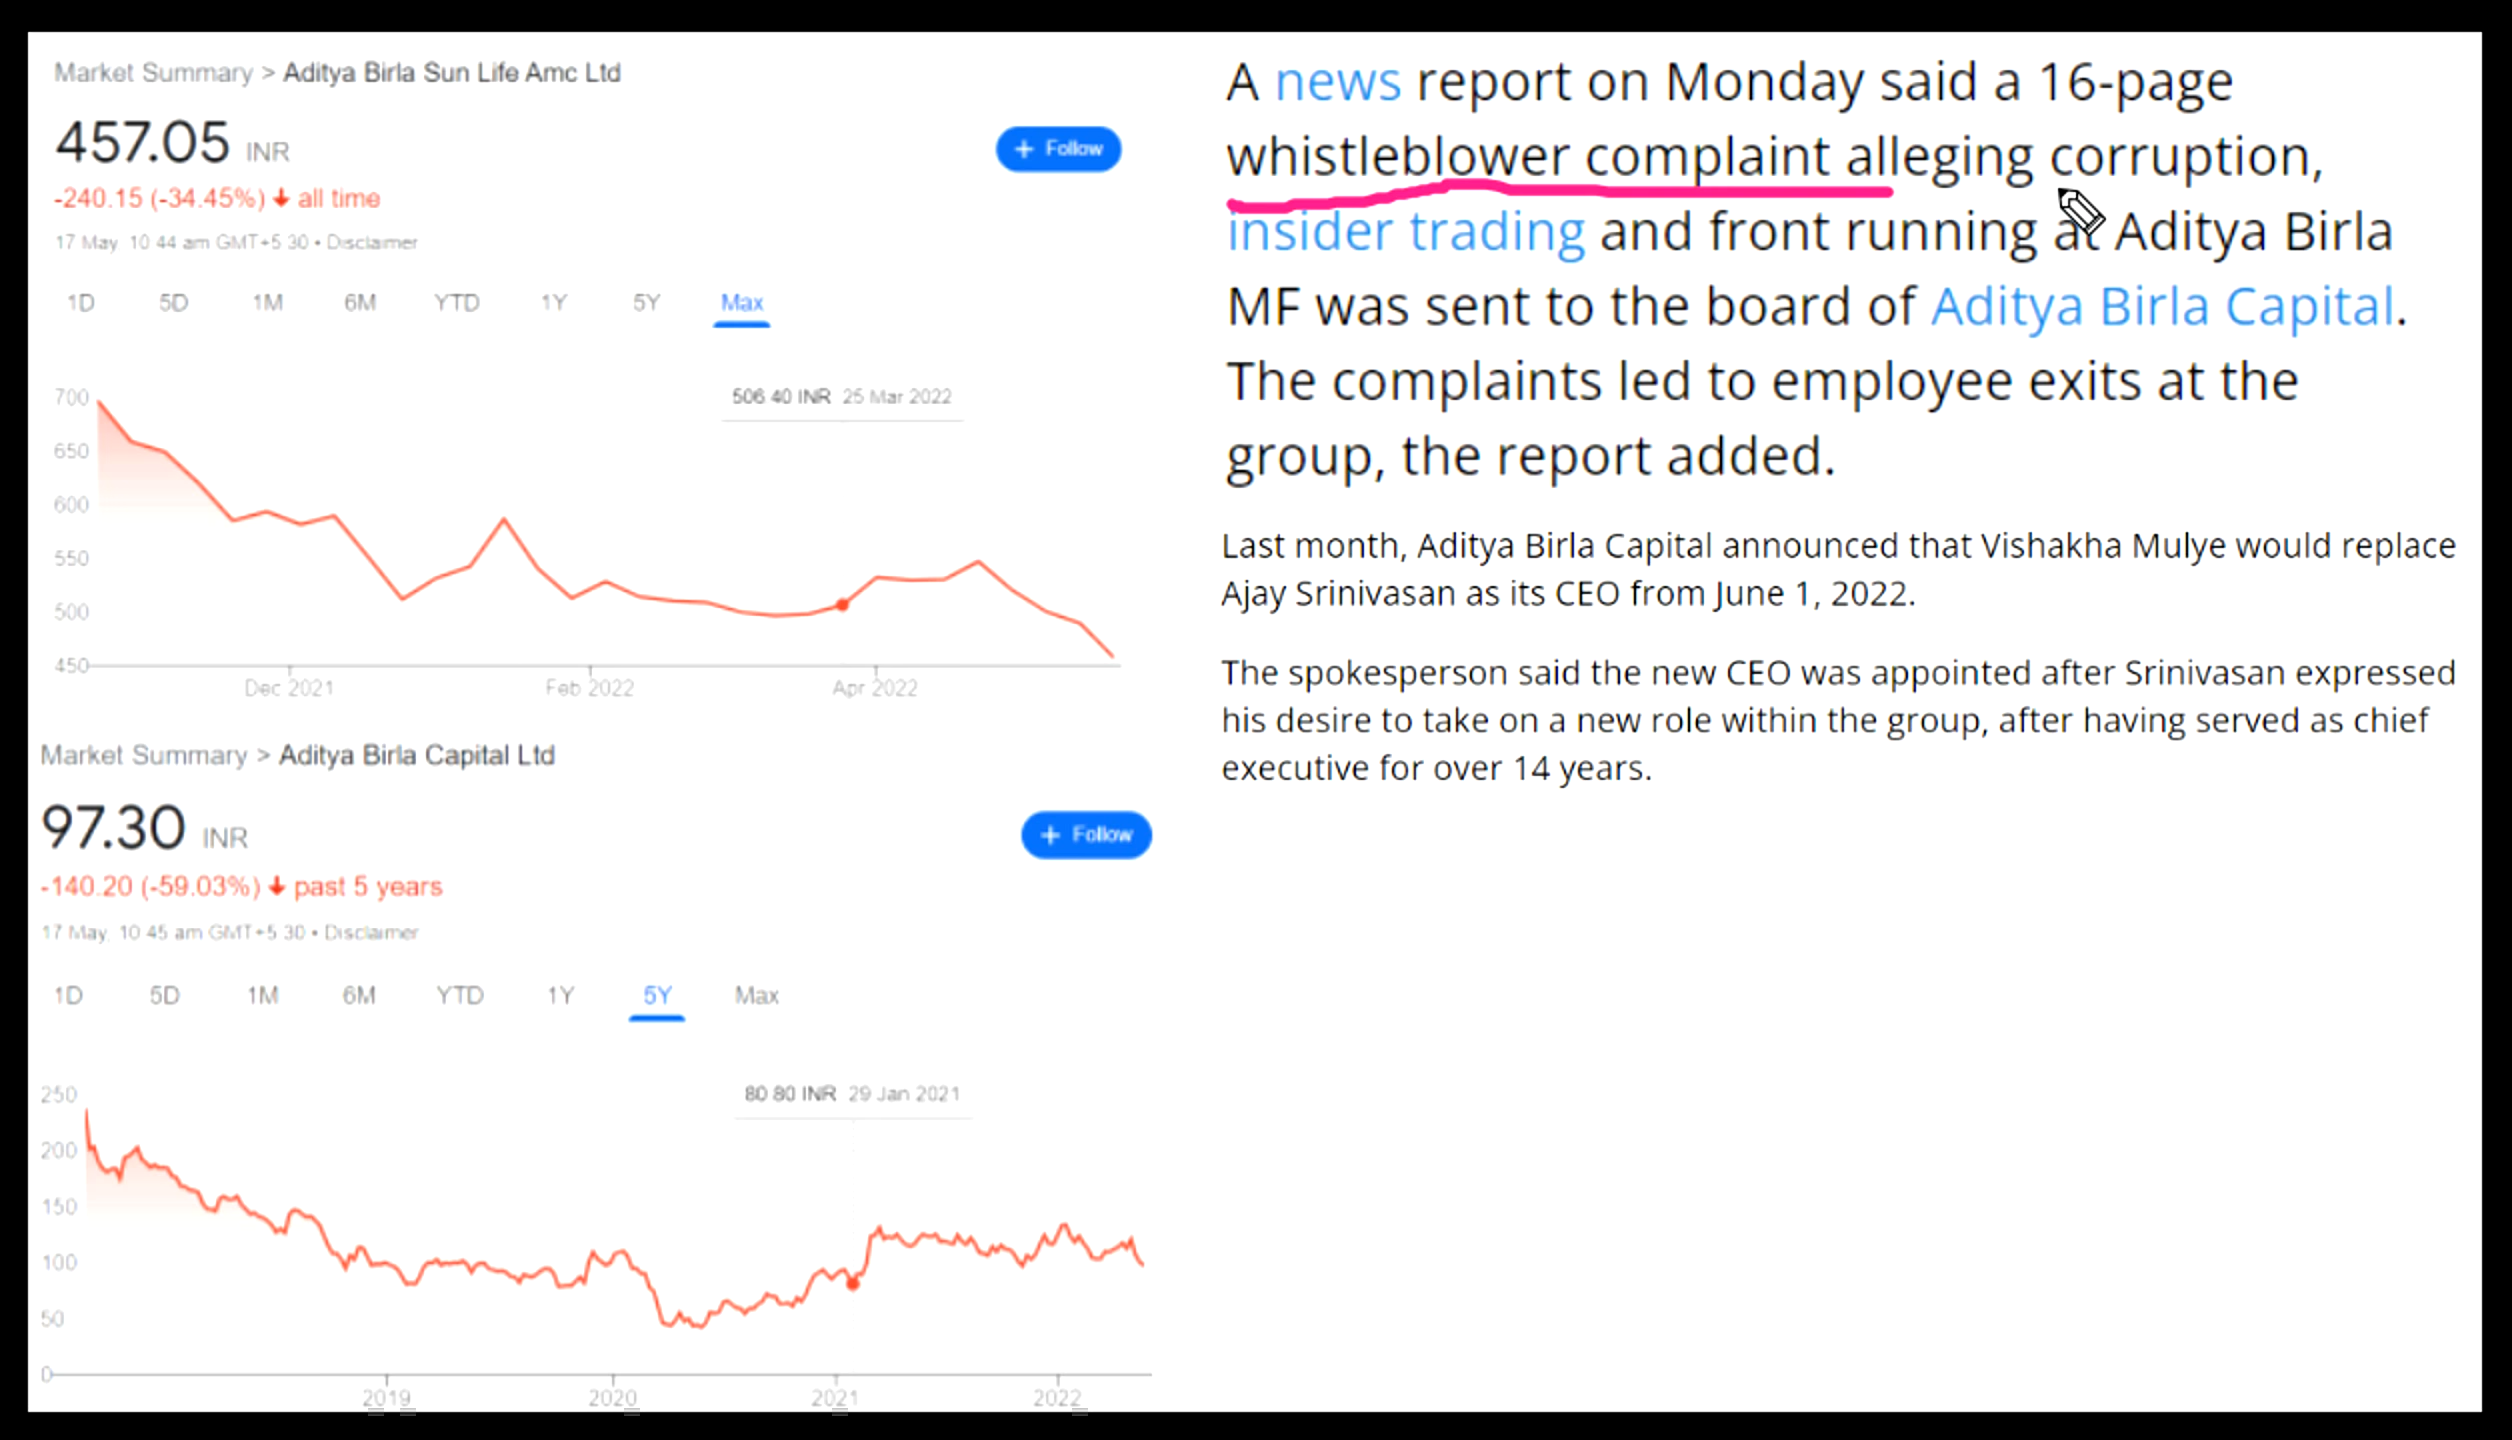 Market Summary > Aditya Birla Sun Life Amc Ltd
457.05 INR
+ Follow
-240.15 (-34.45%) ↓ all time
17 May, 10 44 am GMT+5 30 • Disclaimer
1D 5D 1M 6M YTD 1Y 5Y Max
506 40 INR 25 Mar 2022
700
650
600
550
500
450
Dec 2021 Feb 2022 Apr 2022
Market Summary > Aditya Birla Capital Ltd
97.30 INR
+ Follow
-140.20 (-59.03%) ↓ past 5 years
17 May, 10 45 am GMT+5 30 • Disclaimer
1D 5D 1M 6M YTD 1Y 5Y Max
80 80 INR 29 Jan 2021
250
200
150
100
50
0
2019 2020 2021 2022
A news report on Monday said a 16-page
whistleblower complaint alleging corruption,
insider trading and front running at Aditya Birla
MF was sent to the board of Aditya Birla Capital.
The complaints led to employee exits at the
group, the report added.
Last month, Aditya Birla Capital announced that Vishakha Mulye would replace
Ajay Srinivasan as its CEO from June 1, 2022.
The spokesperson said the new CEO was appointed after Srinivasan expressed
his desire to take on a new role within the group, after having served as chief
executive for over 14 years.